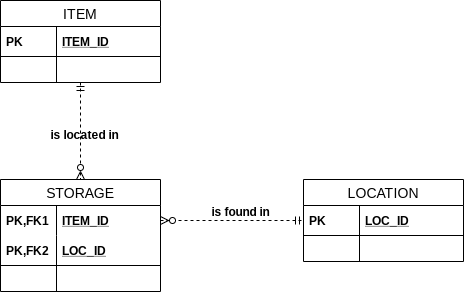 ITEM
PK ITEM_ID
is located in
STORAGE
PK,FK1 ITEM_ID
PK,FK2 LOC_ID
is found in
LOCATION
PK LOC_ID